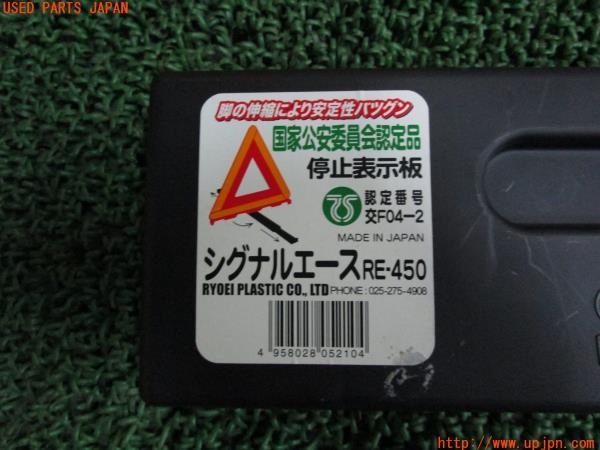 USED PARTS JAPAN
脚の伸縮により安定性バツグン
国家公安委員会認定品
停止表示板
TS 認定番号
交F04-2
MADE IN JAPAN
シグナルエース RE-450
RYOEI PLASTIC CO., LTD PHONE : 025-275-4908
4 958028 052104
http://www.upjpn.com/